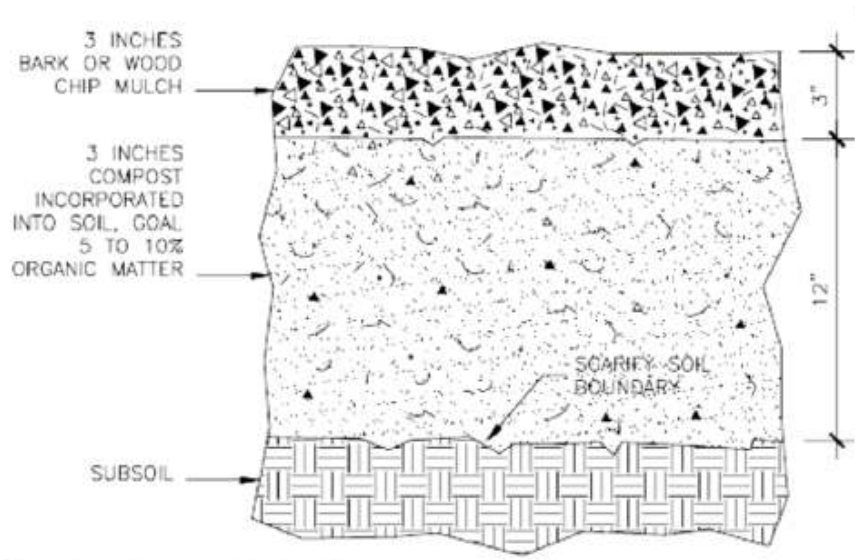 3 INCHES
BARK OR WOOD
CHIP MULCH
3"
3 INCHES
COMPOST
INCORPORATED
INTO SOIL, GOAL
5 TO 10%
ORGANIC MATTER
12"
SCARIFY SOIL
BOUNDARY
SUBSOIL